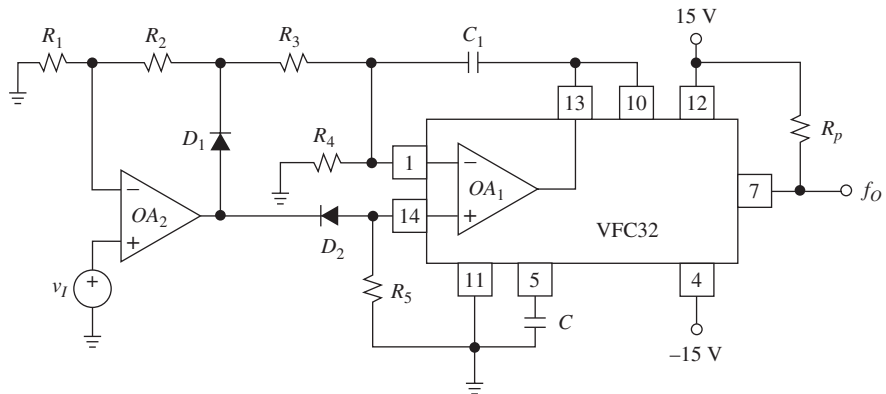 15 V
R1 R2 R3 C1
13 10 12
D1 R4 Rp
1
− OA1 +
− OA2 +
7 fO
14
D2
VFC32
vI + R5
11 5 4
C
–15 V